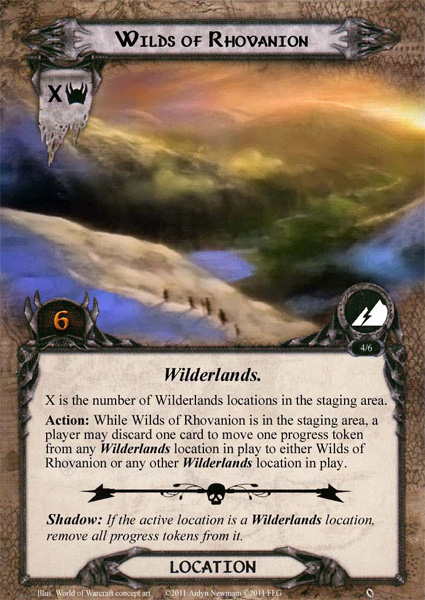 WILDS OF RHOVANION
X
6
4/6
Wilderlands.
X is the number of Wilderlands locations in the staging area.
Action: While Wilds of Rhovanion is in the staging area, a
player may discard one card to move one progress token
from any Wilderlands location in play to either Wilds of
Rhovanion or any other Wilderlands location in play.
Shadow: If the active location is a Wilderlands location,
remove all progress tokens from it.
LOCATION
Illus. World of Warcraft concept art ©2011 Aidyn Newmam ©2011 FFG